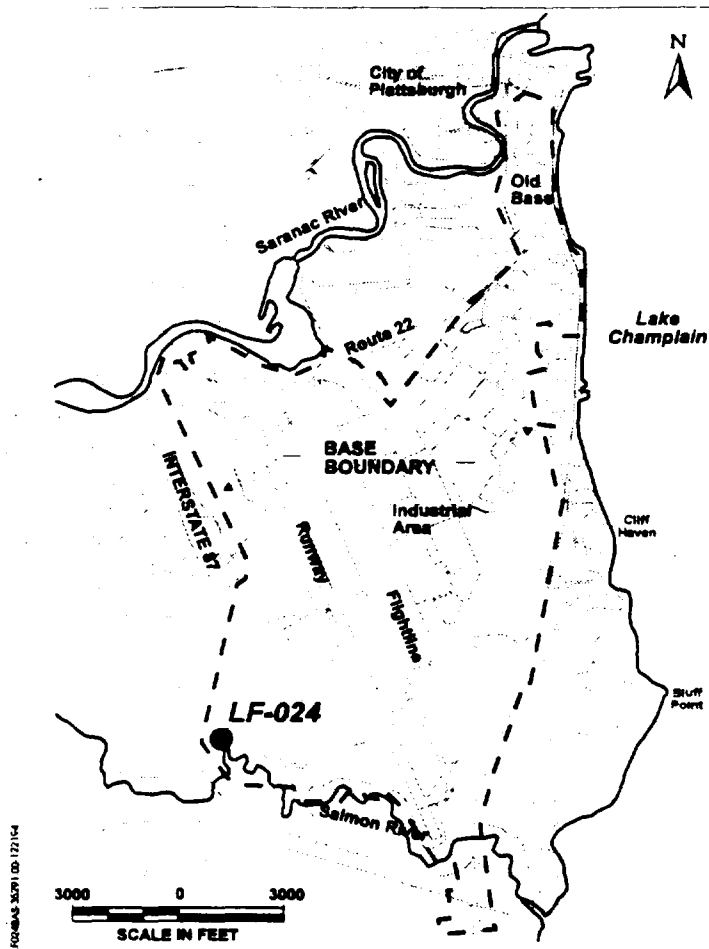 N
City of
Plattsburgh
Old
Base
Saranac River
Lake
Champlain
Route 22
BASE
BOUNDARY
INTERSTATE 87
Industrial
Area
Cliff
Haven
Runway
Flightline
Bluff
Point
LF-024
Salmon River
3000 0 3000
SCALE IN FEET